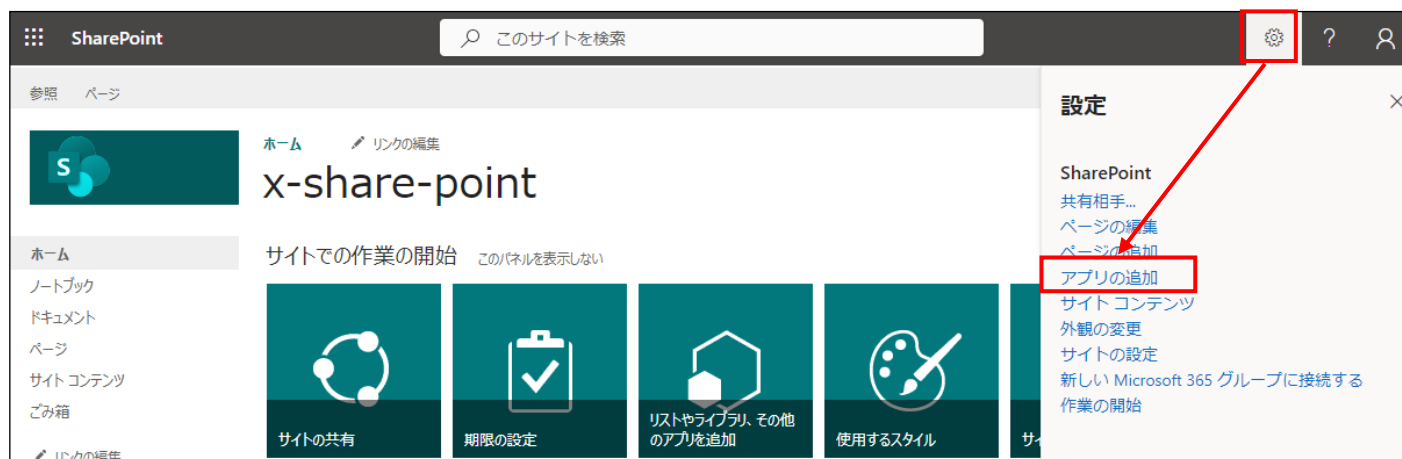 SharePoint
このサイトを検索
?
参照 ページ
S
ホーム リンクの編集
x-share-point
ホーム
ノートブック
ドキュメント
ページ
サイト コンテンツ
ごみ箱
リンクの編集
サイトでの作業の開始 このパネルを表示しない
サイトの共有
期限の設定
リストやライブラリ、その他
のアプリを追加
使用するスタイル
設定
SharePoint
共有相手...
ページの編集
ページの追加
アプリの追加
サイト コンテンツ
外観の変更
サイトの設定
新しい Microsoft 365 グループに接続する
作業の開始